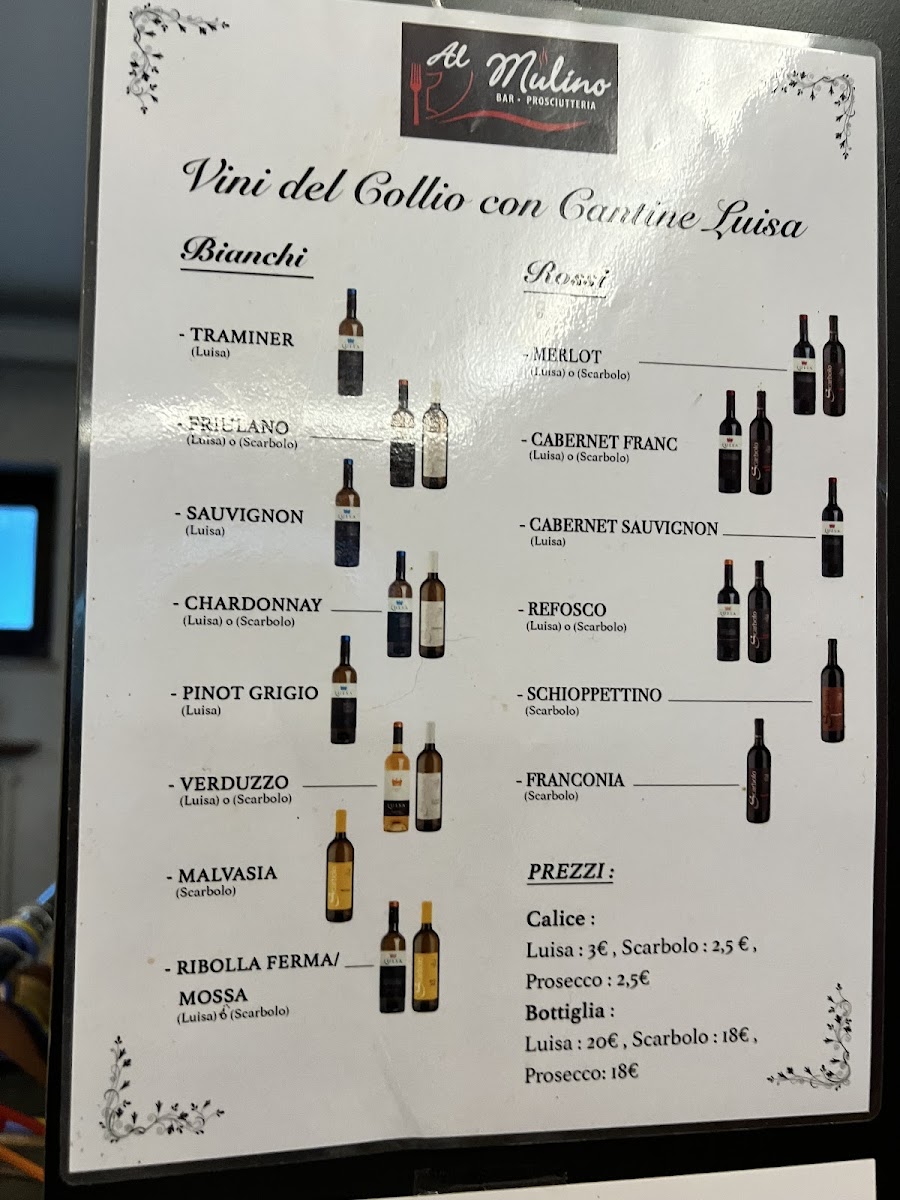 Al Mulino
BAR • PROSCIUTTERIA
Vini del Collio con Cantine Luisa
Bianchi
- TRAMINER
(Luisa)
- FRIULANO
(Luisa) o (Scarbolo)
- SAUVIGNON
(Luisa)
- CHARDONNAY
(Luisa) o (Scarbolo)
- PINOT GRIGIO
(Luisa)
- VERDUZZO
(Luisa) o (Scarbolo)
- MALVASIA
(Scarbolo)
- RIBOLLA FERMA/
MOSSA
(Luisa) o (Scarbolo)
Rossi
- MERLOT
(Luisa) o (Scarbolo)
- CABERNET FRANC
(Luisa) o (Scarbolo)
- CABERNET SAUVIGNON
(Luisa)
- REFOSCO
(Luisa) o (Scarbolo)
- SCHIOPPETTINO
(Scarbolo)
- FRANCONIA
(Scarbolo)
PREZZI :
Calice :
Luisa : 3€ , Scarbolo : 2,5 € ,
Prosecco : 2,5€
Bottiglia :
Luisa : 20€ , Scarbolo : 18€ ,
Prosecco: 18€